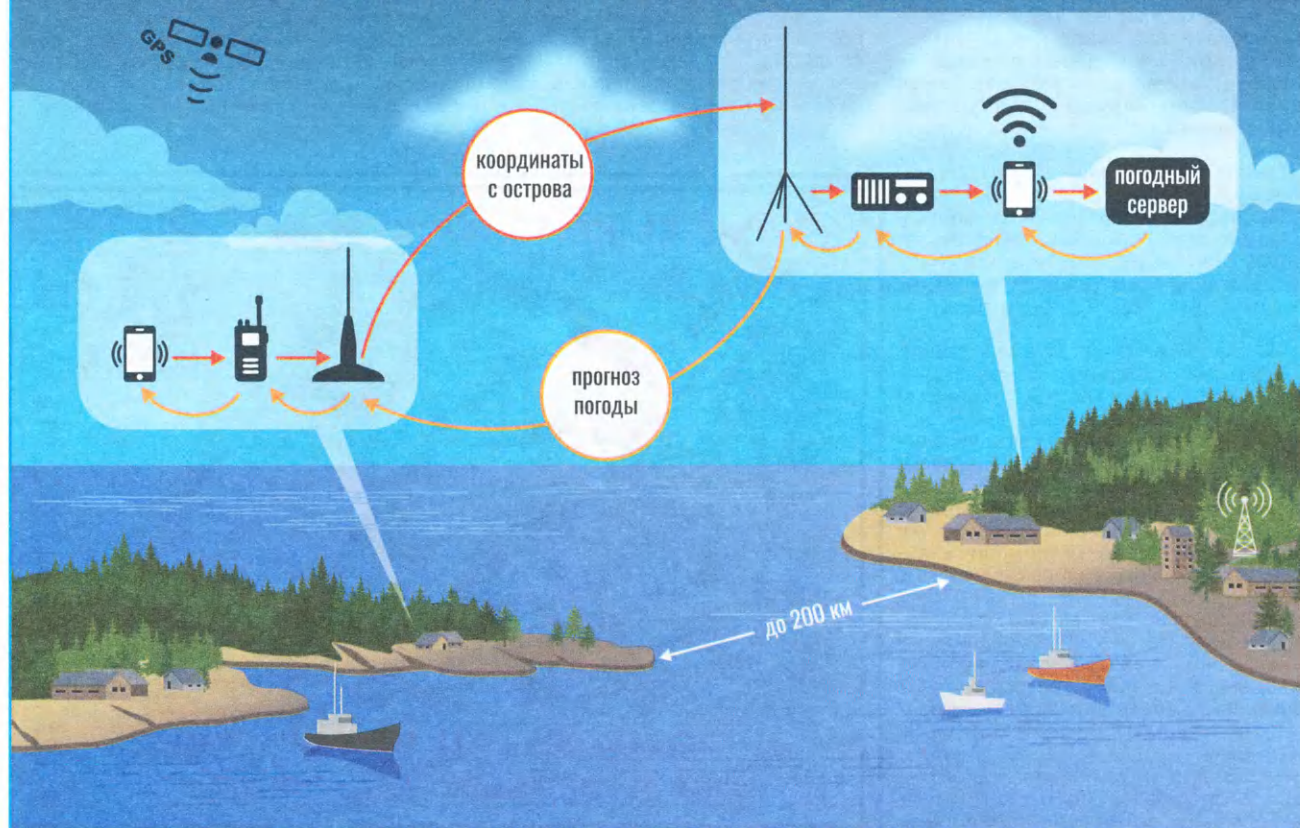 GPS
координаты
с острова
погодный
сервер
прогноз
погоды
до 200 км